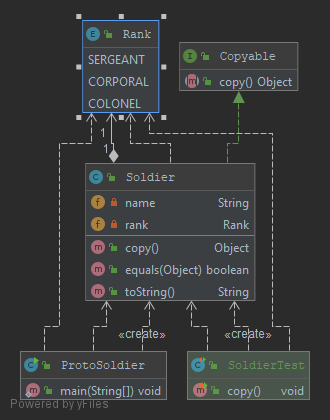 E Rank
SERGEANT
CORPORAL
COLONEL
I Copyable
m copy() Object
1
1
C Soldier
f name String
f rank Rank
m copy() Object
m equals(Object) boolean
m toString() String
«create» «create»
C ProtoSoldier
m main(String[]) void
C SoldierTest
m copy() void
Powered by yFiles